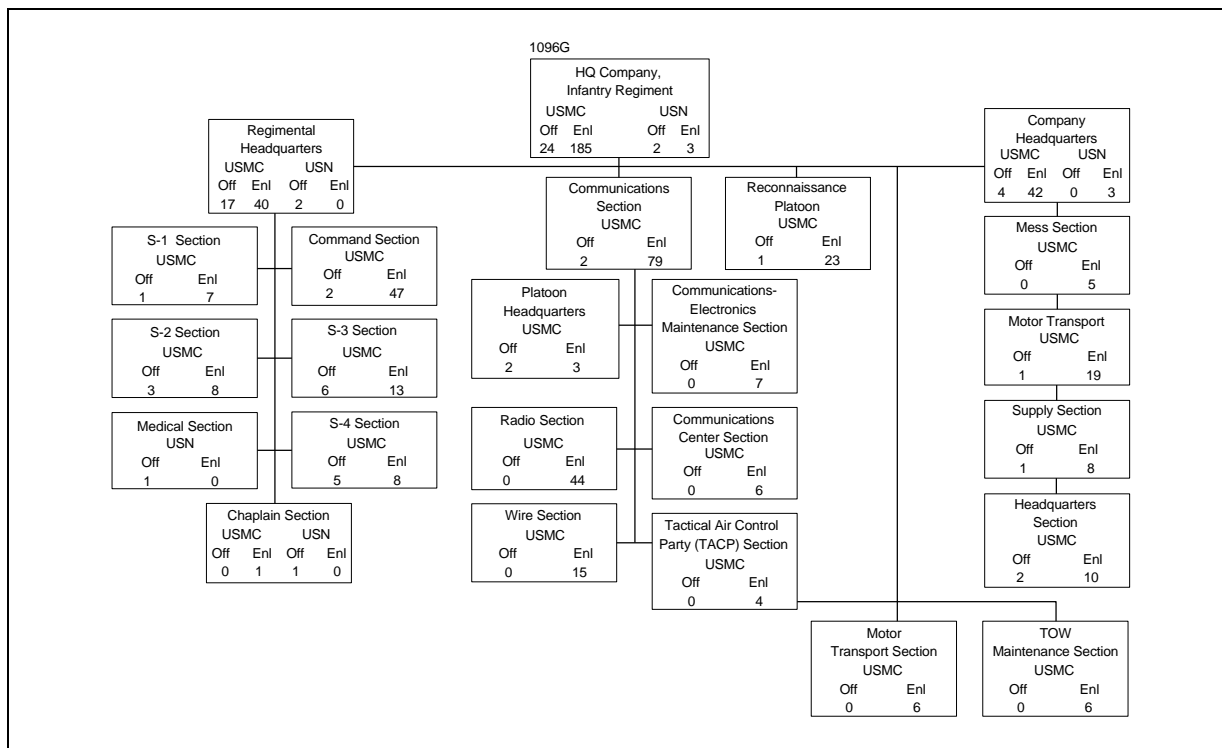 1096G
HQ Company,
Infantry Regiment
USMC USN
Off Enl Off Enl
24 185 2 3
Regimental
Headquarters
USMC USN
Off Enl Off Enl
17 40 2 0
Company
Headquarters
USMC USN
Off Enl Off Enl
4 42 0 3
Communications
Section
USMC
Off Enl
2 79
Reconnaissance
Platoon
USMC
Off Enl
1 23
S-1 Section
USMC
Off Enl
1 7
Command Section
USMC
Off Enl
2 47
S-2 Section
USMC
Off Enl
3 8
S-3 Section
USMC
Off Enl
6 13
Medical Section
USN
Off Enl
1 0
S-4 Section
USMC
Off Enl
5 8
Chaplain Section
USMC USN
Off Enl Off Enl
0 1 1 0
Platoon
Headquarters
USMC
Off Enl
2 3
Communications-
Electronics
Maintenance Section
USMC
Off Enl
0 7
Radio Section
USMC
Off Enl
0 44
Communications
Center Section
USMC
Off Enl
0 6
Wire Section
USMC
Off Enl
0 15
Tactical Air Control
Party (TACP) Section
USMC
Off Enl
0 4
Mess Section
USMC
Off Enl
0 5
Motor Transport
USMC
Off Enl
1 19
Supply Section
USMC
Off Enl
1 8
Headquarters
Section
USMC
Off Enl
2 10
Motor
Transport Section
USMC
Off Enl
0 6
TOW
Maintenance Section
USMC
Off Enl
0 6